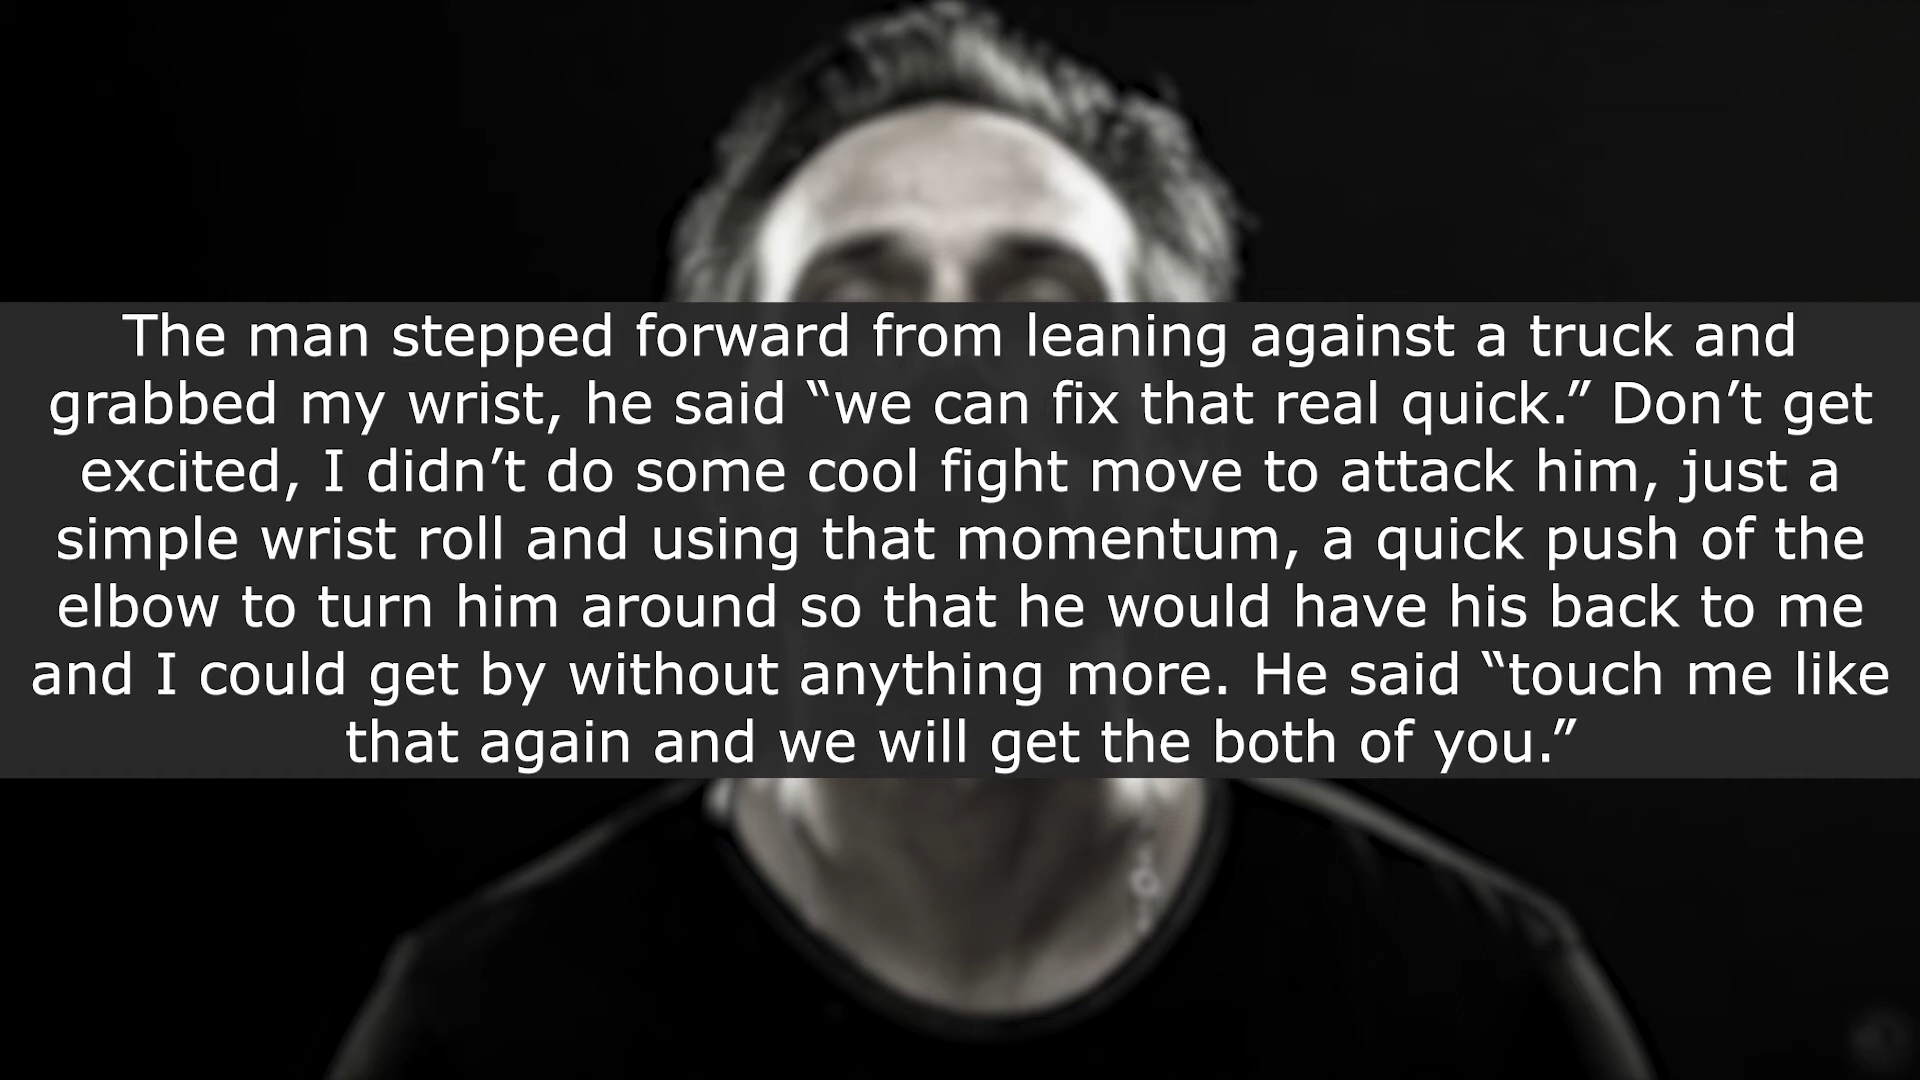 The man stepped forward from leaning against a truck and
grabbed my wrist, he said “we can fix that real quick.” Don’t get
excited, I didn’t do some cool fight move to attack him, just a
simple wrist roll and using that momentum, a quick push of the
elbow to turn him around so that he would have his back to me
and I could get by without anything more. He said “touch me like
that again and we will get the both of you.”